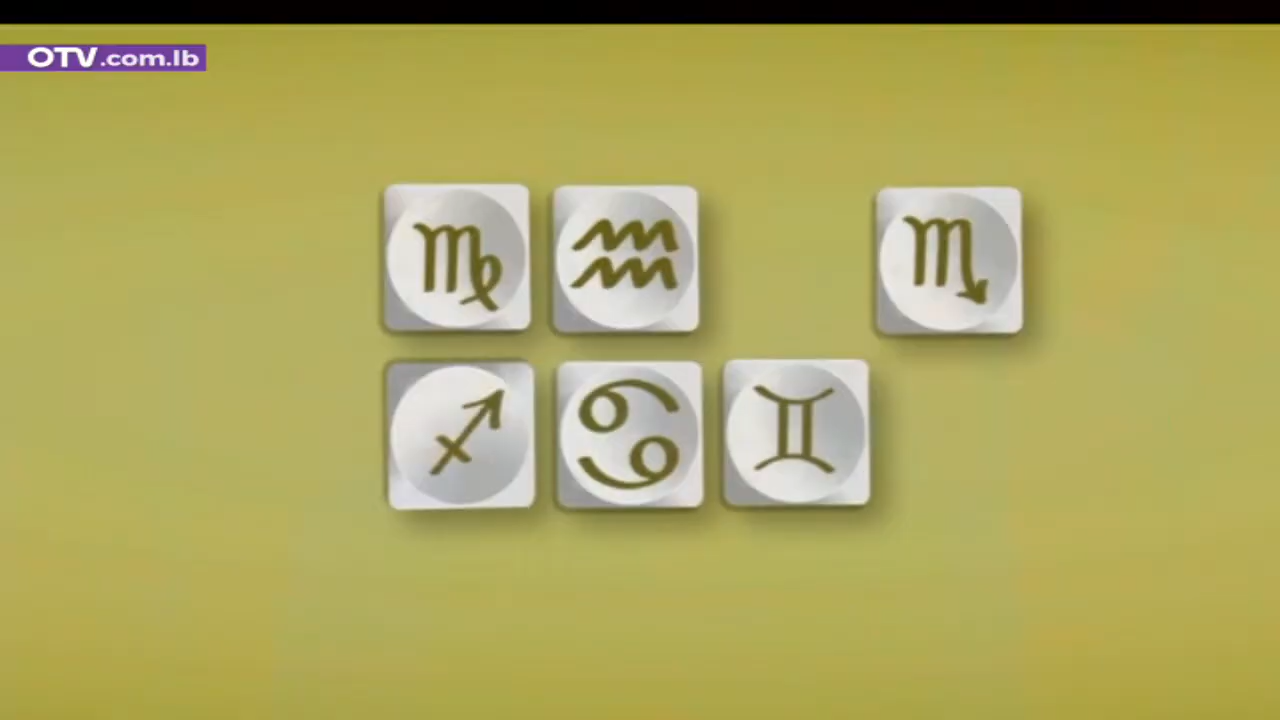 OTV.com.lb
♍ ♒ ♏
♐ ♋ ♊